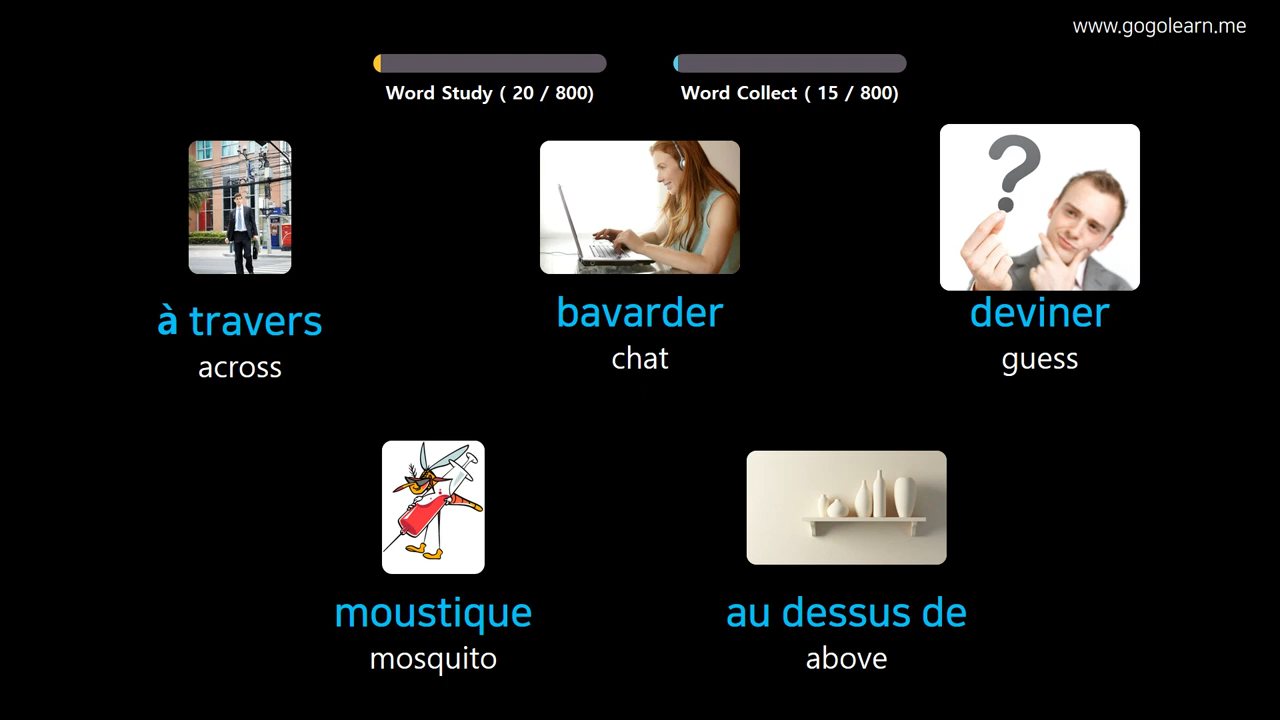 www.gogolearn.me
Word Study ( 20 / 800)
Word Collect ( 15 / 800)
à travers
across
bavarder
chat
?
deviner
guess
moustique
mosquito
au dessus de
above